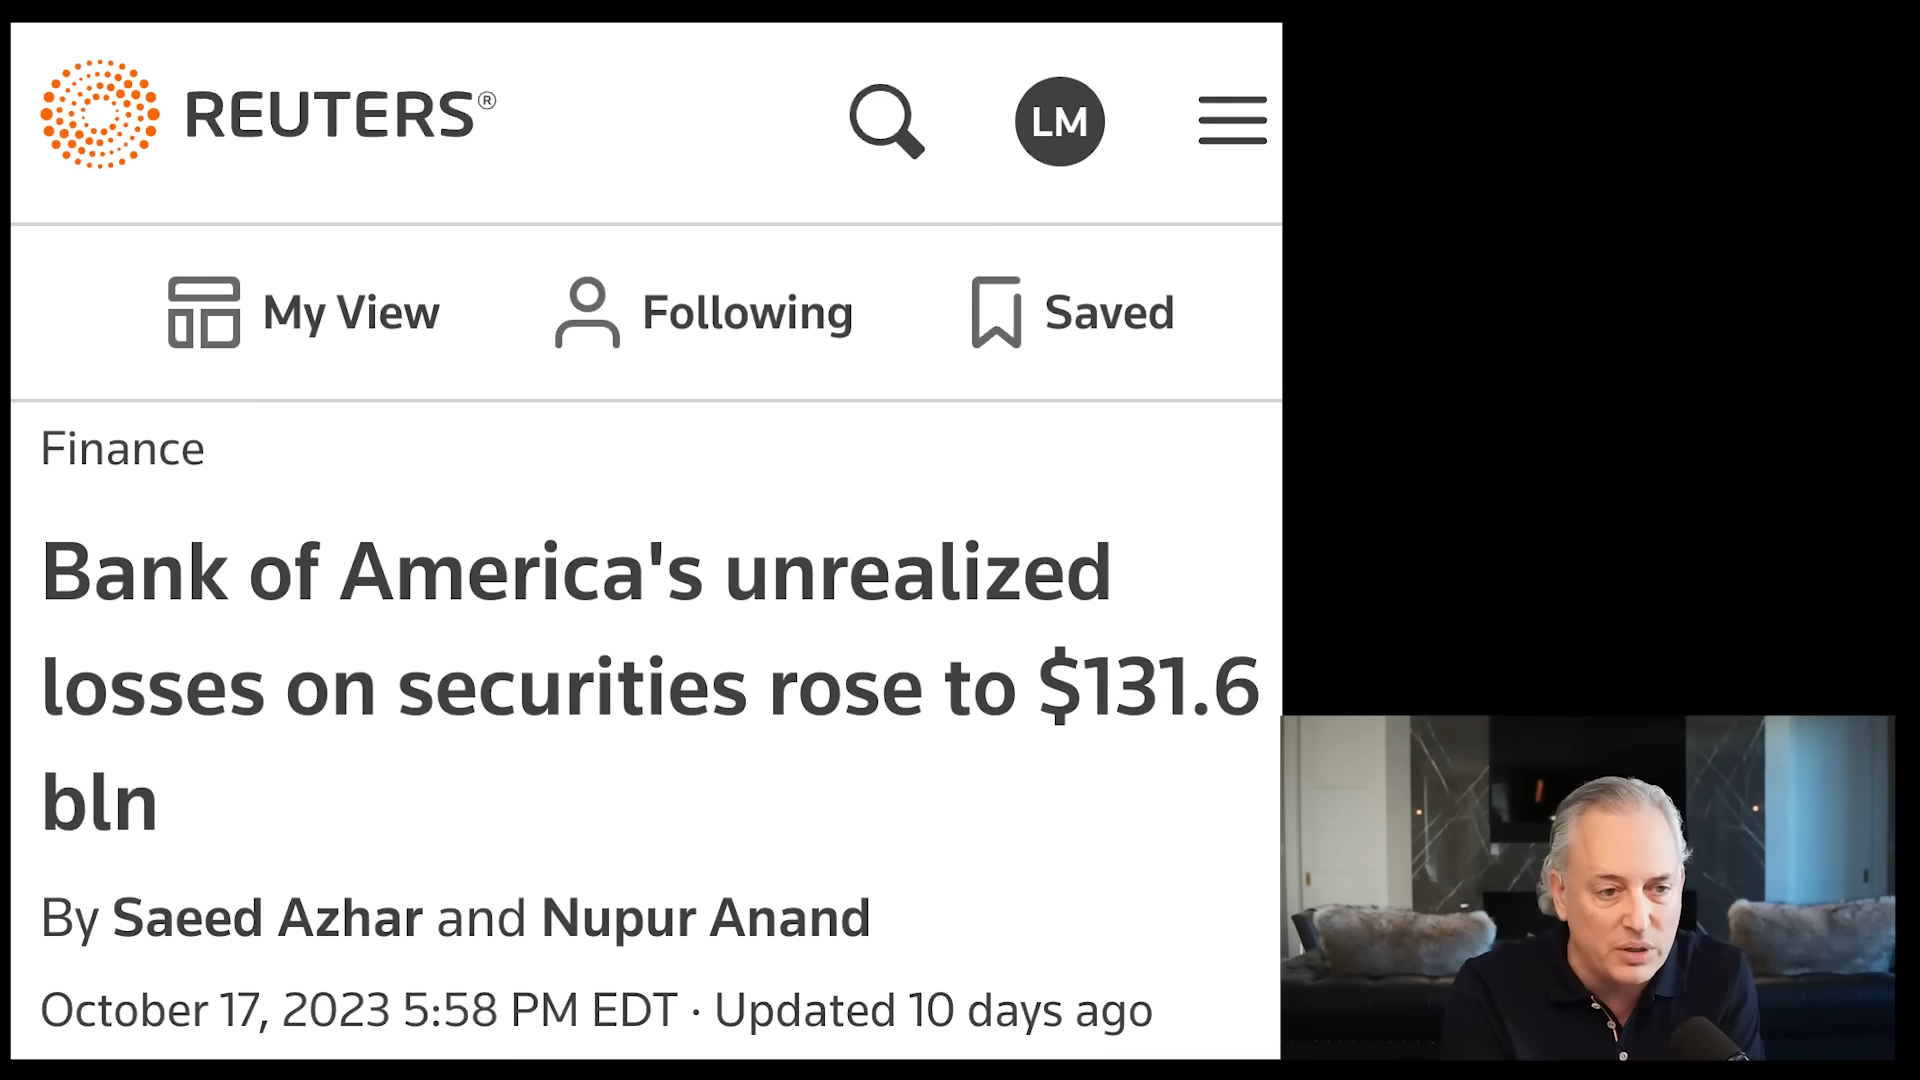 REUTERS®
LM
My View
Following
Saved
Finance
Bank of America's unrealized
losses on securities rose to $131.6
bln
By Saeed Azhar and Nupur Anand
October 17, 2023 5:58 PM EDT · Updated 10 days ago